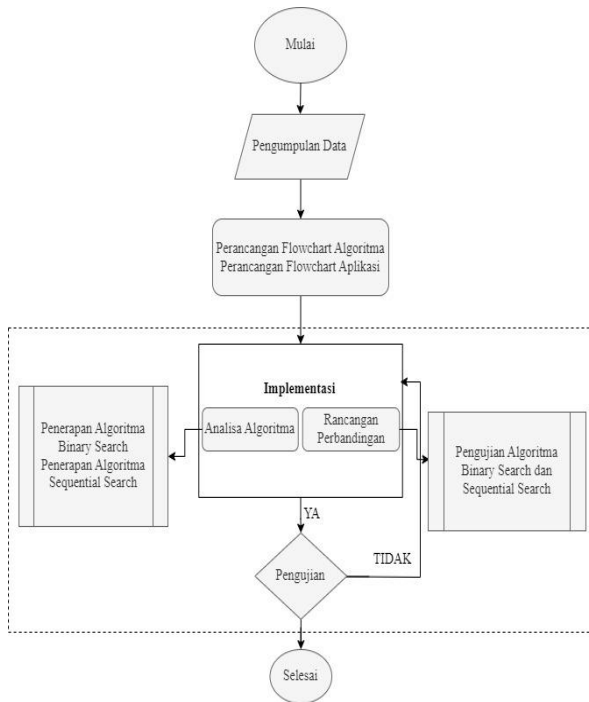 Mulai
Pengumpulan Data
Perancangan Flowchart Algoritma
Perancangan Flowchart Aplikasi
Implementasi
Analisa Algoritma
Rancangan
Perbandingan
Penerapan Algoritma
Binary Search
Penerapan Algoritma
Sequential Search
Pengujian Algoritma
Binary Search dan
Sequential Search
YA
Pengujian
TIDAK
Selesai